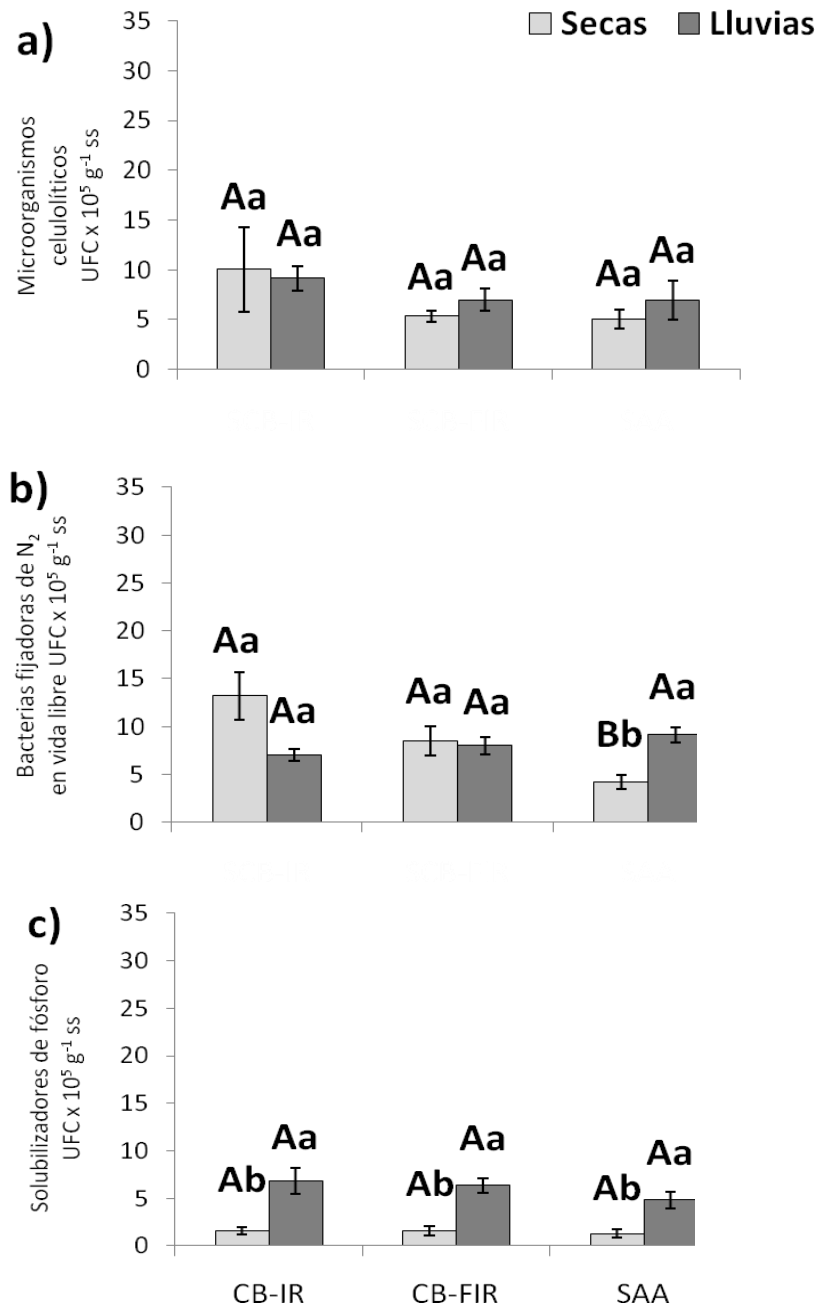 Secas Lluvias
a)
Microorganismos
celulolíticos
UFC x 10⁵ g⁻¹ ss
35
30
25
20
15
10
5
0
Aa Aa Aa Aa Aa Aa
b)
Bacterias fijadoras de N₂
en vida libre UFC x 10⁵ g⁻¹ ss
35
30
25
20
15
10
5
0
Aa Aa Aa Aa Bb Aa
c)
Solubilizadores de fósforo
UFC x 10⁵ g⁻¹ ss
35
30
25
20
15
10
5
0
Ab Aa Ab Aa Ab Aa
CB-IR CB-FIR SAA